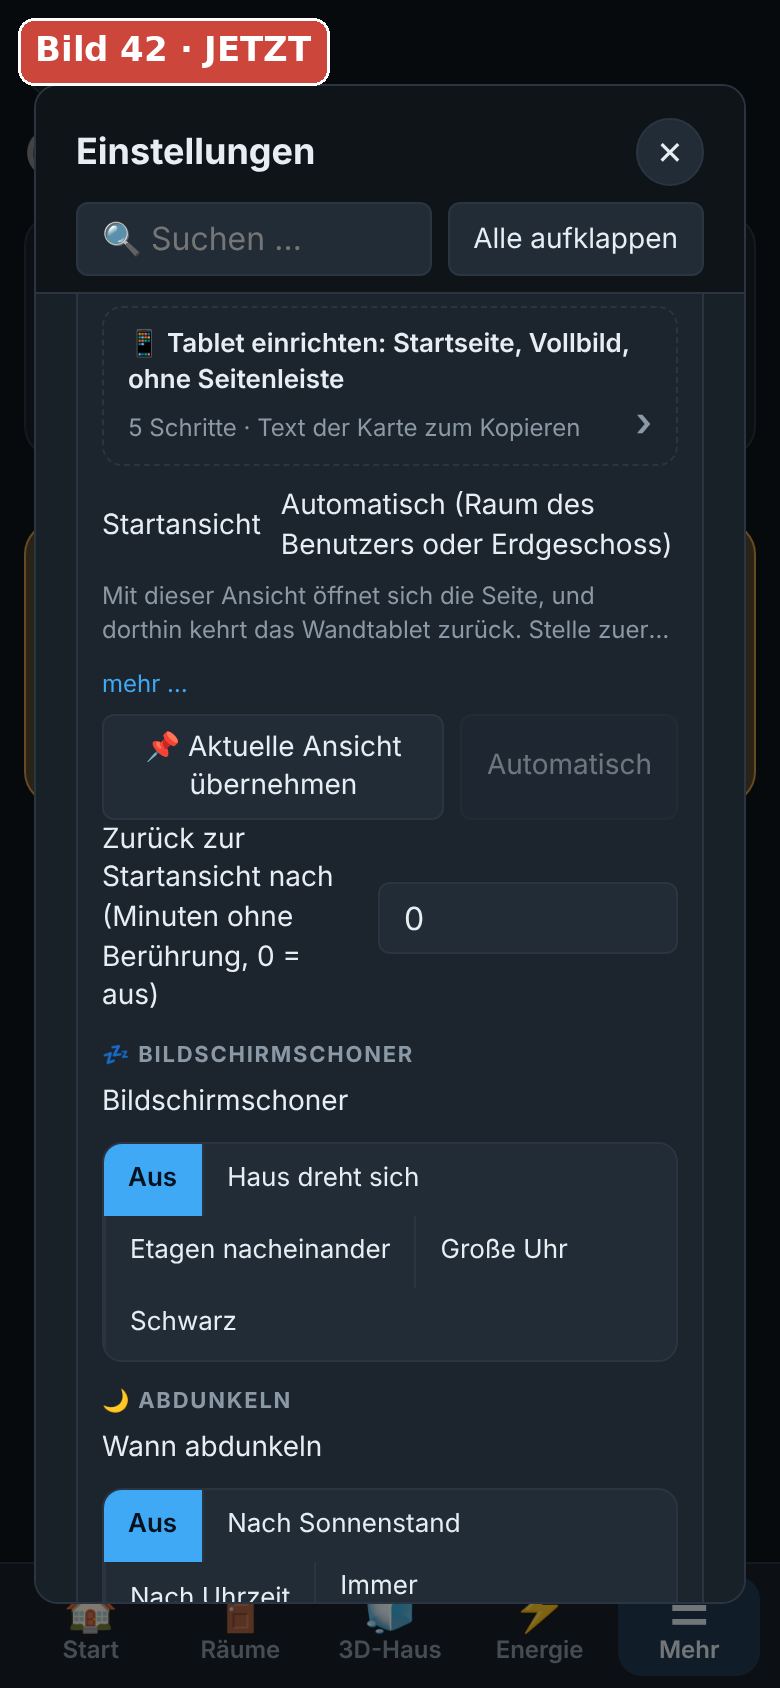 Bild 42 · JETZT
Einstellungen
✕
🔍 Suchen ...
Alle aufklappen
📱 Tablet einrichten: Startseite, Vollbild,
ohne Seitenleiste
5 Schritte · Text der Karte zum Kopieren
›
Startansicht
Automatisch (Raum des
Benutzers oder Erdgeschoss)
Mit dieser Ansicht öffnet sich die Seite, und
dorthin kehrt das Wandtablet zurück. Stelle zuer...
mehr ...
📌 Aktuelle Ansicht
übernehmen
Automatisch
Zurück zur
Startansicht nach
(Minuten ohne
Berührung, 0 =
aus)
0
💤 BILDSCHIRMSCHONER
Bildschirmschoner
Aus
Haus dreht sich
Etagen nacheinander
Große Uhr
Schwarz
🌙 ABDUNKELN
Wann abdunkeln
Aus
Nach Sonnenstand
Nach Uhrzeit
Immer
Start
Räume
3D-Haus
Energie
Mehr